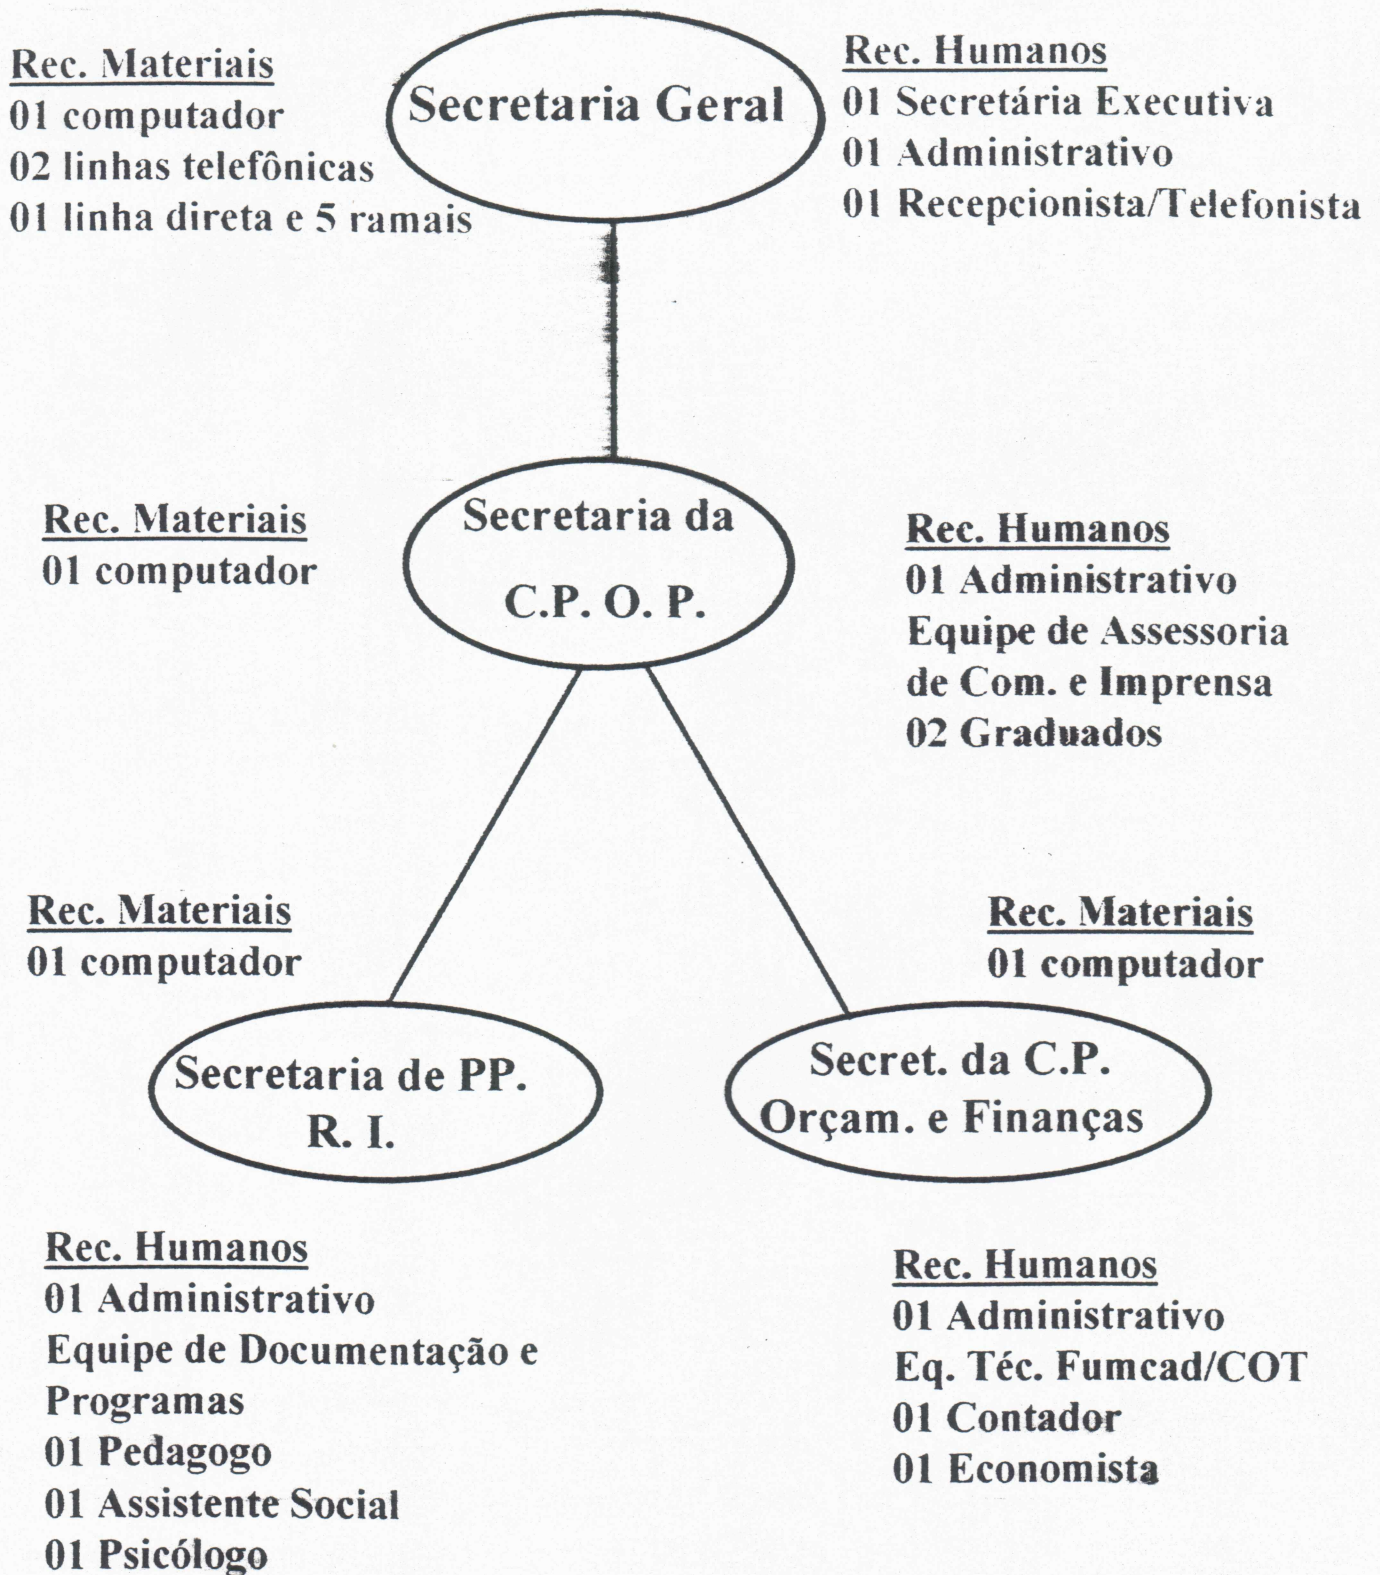 Rec. Materiais
01 computador
02 linhas telefônicas
01 linha direta e 5 ramais
Secretaria Geral
Rec. Humanos
01 Secretária Executiva
01 Administrativo
01 Recepcionista/Telefonista
Rec. Materiais
01 computador
Secretaria da
C.P. O. P.
Rec. Humanos
01 Administrativo
Equipe de Assessoria
de Com. e Imprensa
02 Graduados
Rec. Materiais
01 computador
Rec. Materiais
01 computador
Secretaria de PP.
R. I.
Secret. da C.P.
Orçam. e Finanças
Rec. Humanos
01 Administrativo
Equipe de Documentação e
Programas
01 Pedagogo
01 Assistente Social
01 Psicólogo
Rec. Humanos
01 Administrativo
Eq. Téc. Fumcad/COT
01 Contador
01 Economista